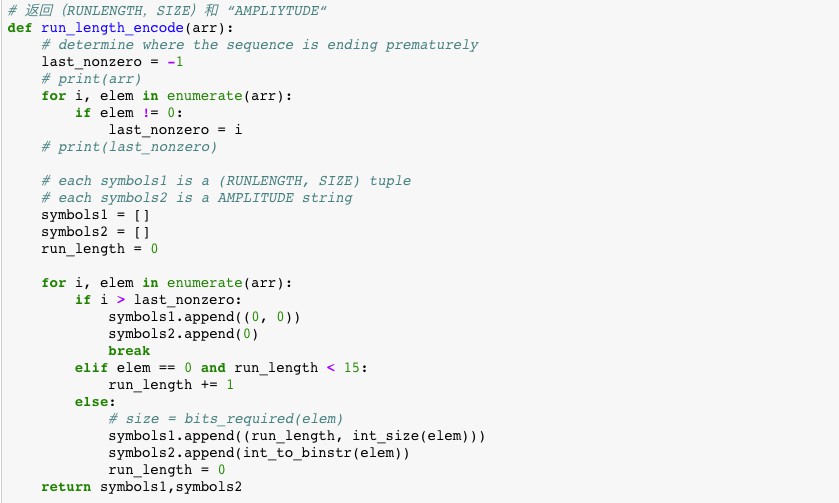 # 返回（RUNLENGTH, SIZE）和 “AMPLIYTUDE“
def run_length_encode(arr):
    # determine where the sequence is ending prematurely
    last_nonzero = -1
    # print(arr)
    for i, elem in enumerate(arr):
        if elem != 0:
            last_nonzero = i
    # print(last_nonzero)

    # each symbols1 is a (RUNLENGTH, SIZE) tuple
    # each symbols2 is a AMPLITUDE string
    symbols1 = []
    symbols2 = []
    run_length = 0

    for i, elem in enumerate(arr):
        if i > last_nonzero:
            symbols1.append((0, 0))
            symbols2.append(0)
            break
        elif elem == 0 and run_length < 15:
            run_length += 1
        else:
            # size = bits_required(elem)
            symbols1.append((run_length, int_size(elem)))
            symbols2.append(int_to_binstr(elem))
            run_length = 0
    return symbols1,symbols2